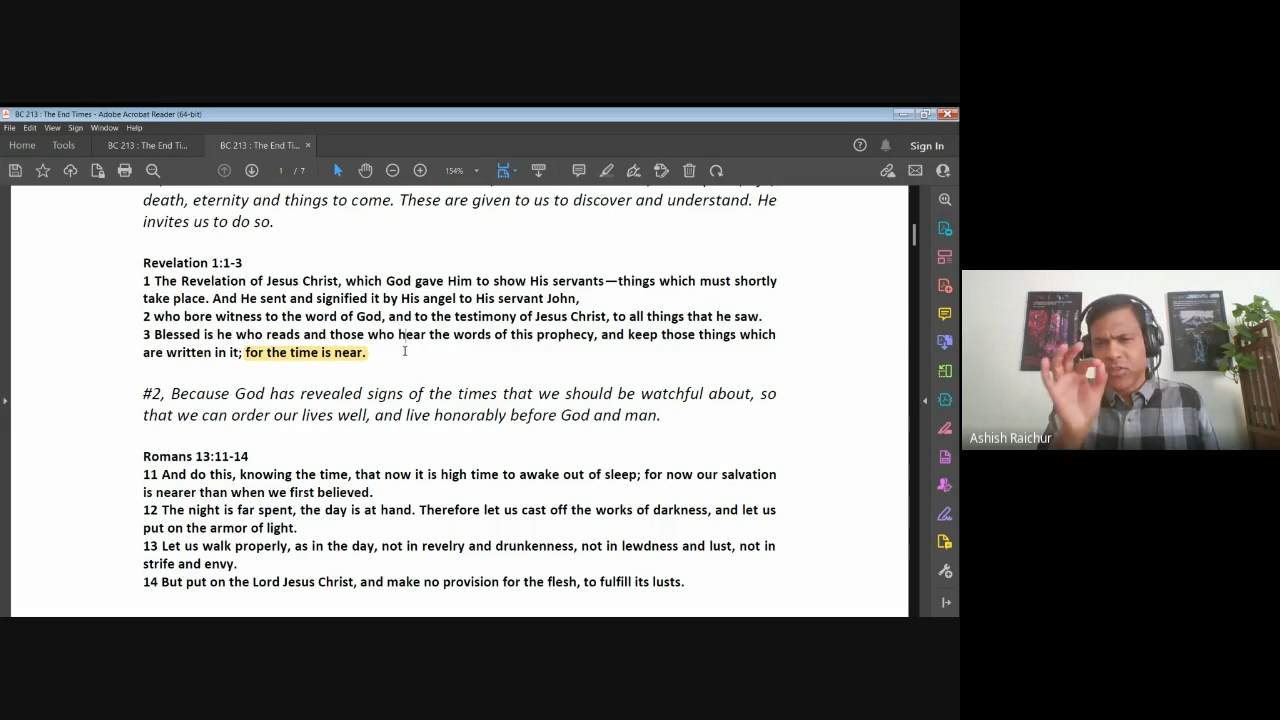 BC 213 : The End Times - Adobe Acrobat Reader (64-bit)
File Edit View Sign Window Help
Home Tools BC 213 : The End Ti... BC 213 : The End Ti... × Sign In
1 / 7 154%
death, eternity and things to come. These are given to us to discover and understand. He
invites us to do so.
Revelation 1:1-3
1 The Revelation of Jesus Christ, which God gave Him to show His servants—things which must shortly
take place. And He sent and signified it by His angel to His servant John,
2 who bore witness to the word of God, and to the testimony of Jesus Christ, to all things that he saw.
3 Blessed is he who reads and those who hear the words of this prophecy, and keep those things which
are written in it; for the time is near.
#2, Because God has revealed signs of the times that we should be watchful about, so
that we can order our lives well, and live honorably before God and man.
Romans 13:11-14
11 And do this, knowing the time, that now it is high time to awake out of sleep; for now our salvation
is nearer than when we first believed.
12 The night is far spent, the day is at hand. Therefore let us cast off the works of darkness, and let us
put on the armor of light.
13 Let us walk properly, as in the day, not in revelry and drunkenness, not in lewdness and lust, not in
strife and envy.
14 But put on the Lord Jesus Christ, and make no provision for the flesh, to fulfill its lusts.
Ashish Raichur